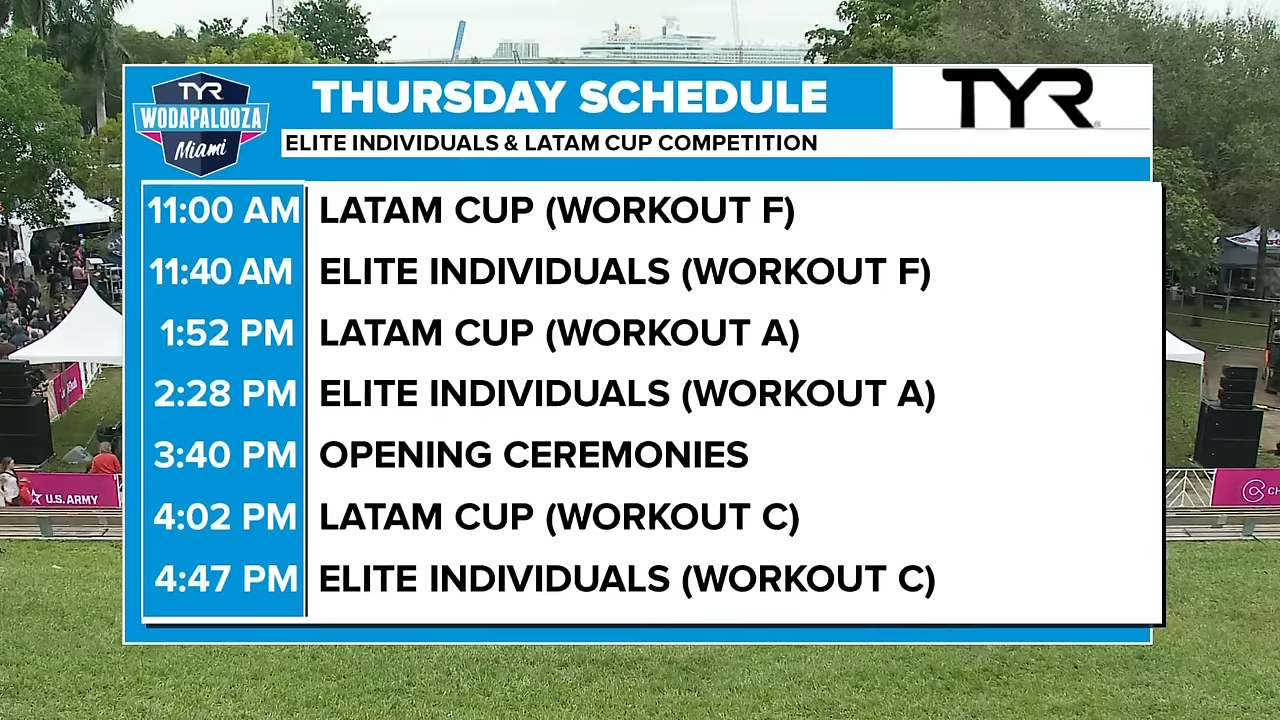 TYR
WODAPALOOZA
Miami
THURSDAY SCHEDULE
TYR
ELITE INDIVIDUALS & LATAM CUP COMPETITION
11:00 AM LATAM CUP (WORKOUT F)
11:40 AM ELITE INDIVIDUALS (WORKOUT F)
1:52 PM LATAM CUP (WORKOUT A)
2:28 PM ELITE INDIVIDUALS (WORKOUT A)
3:40 PM OPENING CEREMONIES
4:02 PM LATAM CUP (WORKOUT C)
4:47 PM ELITE INDIVIDUALS (WORKOUT C)
U.S. ARMY
CH